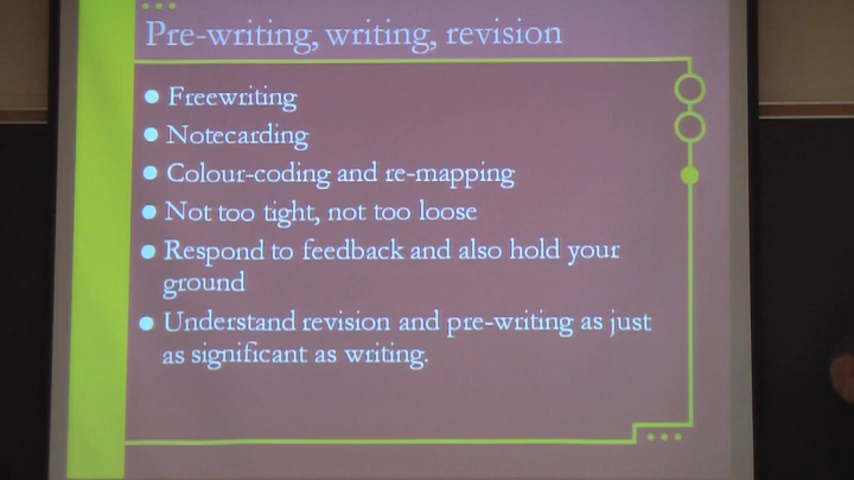 Pre-writing, writing, revision
Freewriting
Notecarding
Colour-coding and re-mapping
Not too tight, not too loose
Respond to feedback and also hold your
ground
Understand revision and pre-writing as just
as significant as writing.